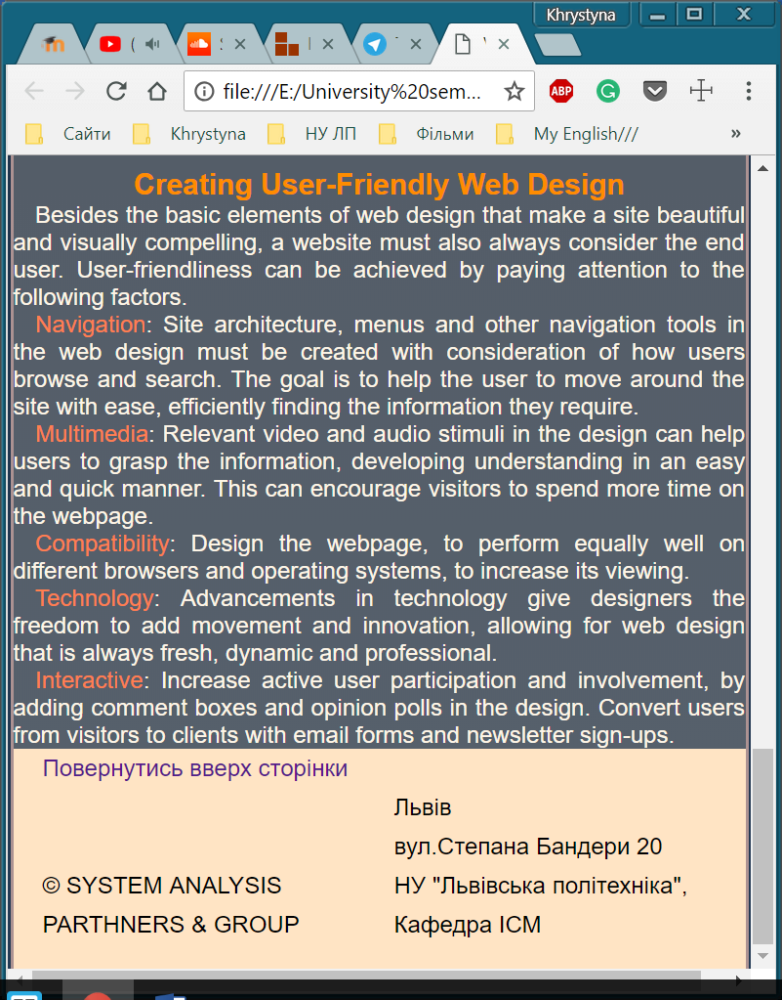 Khrystyna
file:///E:/University%20sem...
ABP
Сайти
Khrystyna
НУ ЛП
Фільми
My English///
»
Creating User-Friendly Web Design
Besides the basic elements of web design that make a site beautiful
and visually compelling, a website must also always consider the end
user. User-friendliness can be achieved by paying attention to the
following factors.
Navigation: Site architecture, menus and other navigation tools in
the web design must be created with consideration of how users
browse and search. The goal is to help the user to move around the
site with ease, efficiently finding the information they require.
Multimedia: Relevant video and audio stimuli in the design can help
users to grasp the information, developing understanding in an easy
and quick manner. This can encourage visitors to spend more time on
the webpage.
Compatibility: Design the webpage, to perform equally well on
different browsers and operating systems, to increase its viewing.
Technology: Advancements in technology give designers the
freedom to add movement and innovation, allowing for web design
that is always fresh, dynamic and professional.
Interactive: Increase active user participation and involvement, by
adding comment boxes and opinion polls in the design. Convert users
from visitors to clients with email forms and newsletter sign-ups.
Повернутись вверх сторінки
Львів
вул.Степана Бандери 20
© SYSTEM ANALYSIS
НУ "Львівська політехніка",
PARTHNERS & GROUP
Кафедра ІСМ